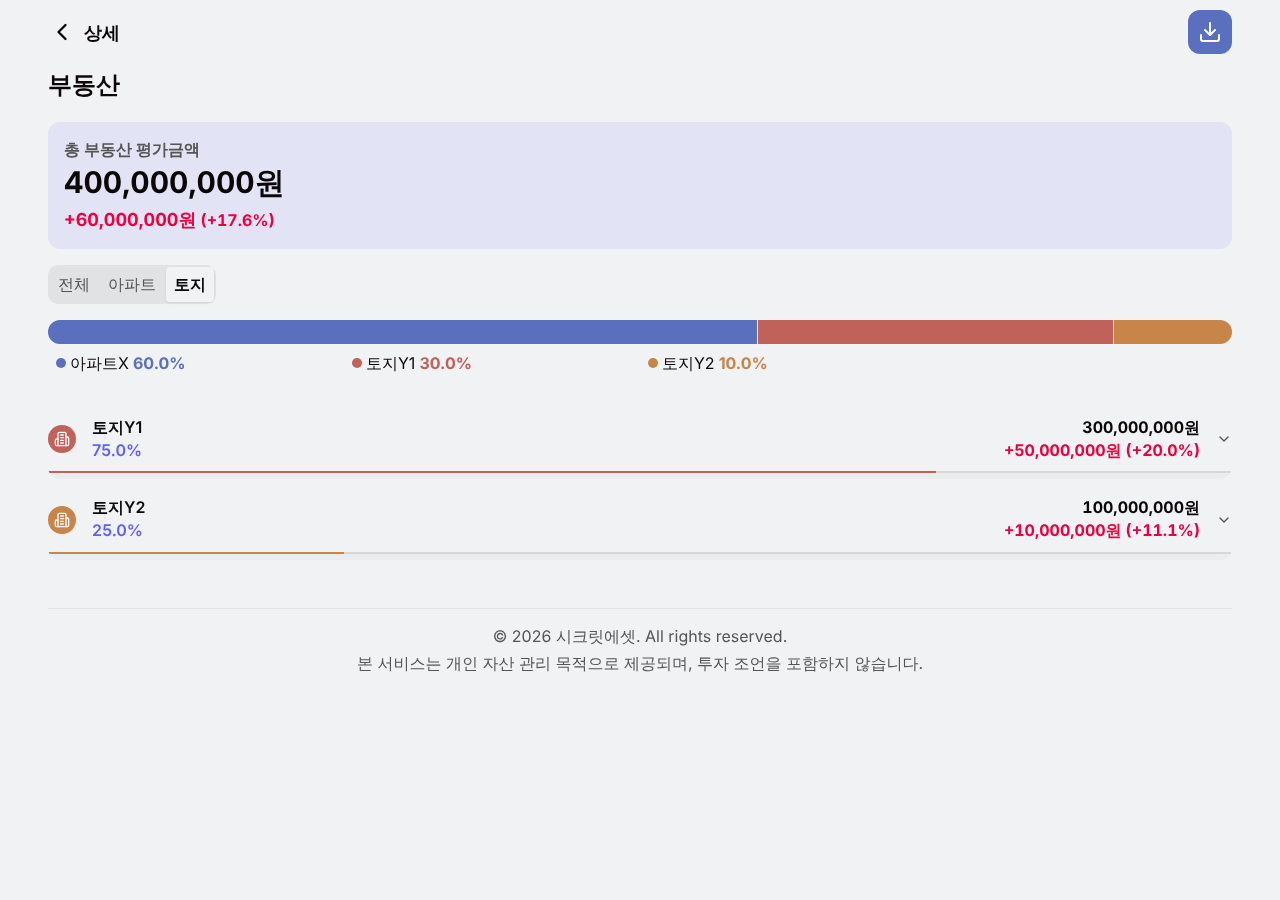 상세
부동산
총 부동산 평가금액
400,000,000원
+60,000,000원 (+17.6%)
전체 아파트 토지
아파트X 60.0% 토지Y1 30.0% 토지Y2 10.0%
토지Y1 300,000,000원
75.0% +50,000,000원 (+20.0%)
토지Y2 100,000,000원
25.0% +10,000,000원 (+11.1%)
© 2026 시크릿에셋. All rights reserved.
본 서비스는 개인 자산 관리 목적으로 제공되며, 투자 조언을 포함하지 않습니다.